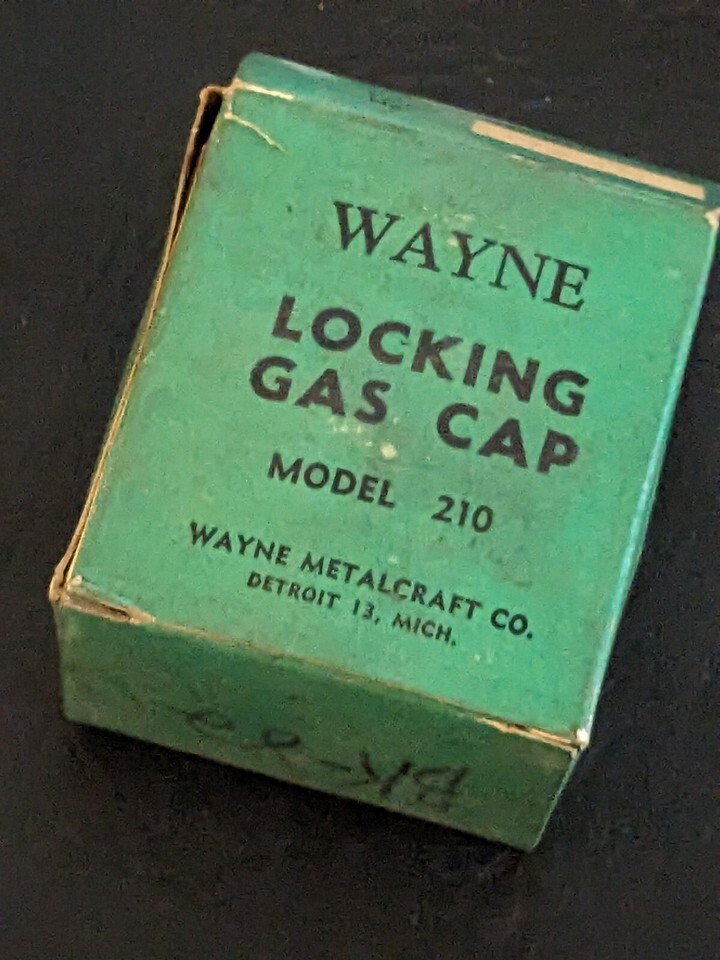 WAYNE
LOCKING
GAS CAP
MODEL 210
WAYNE METALCRAFT CO.
DETROIT 13, MICH.